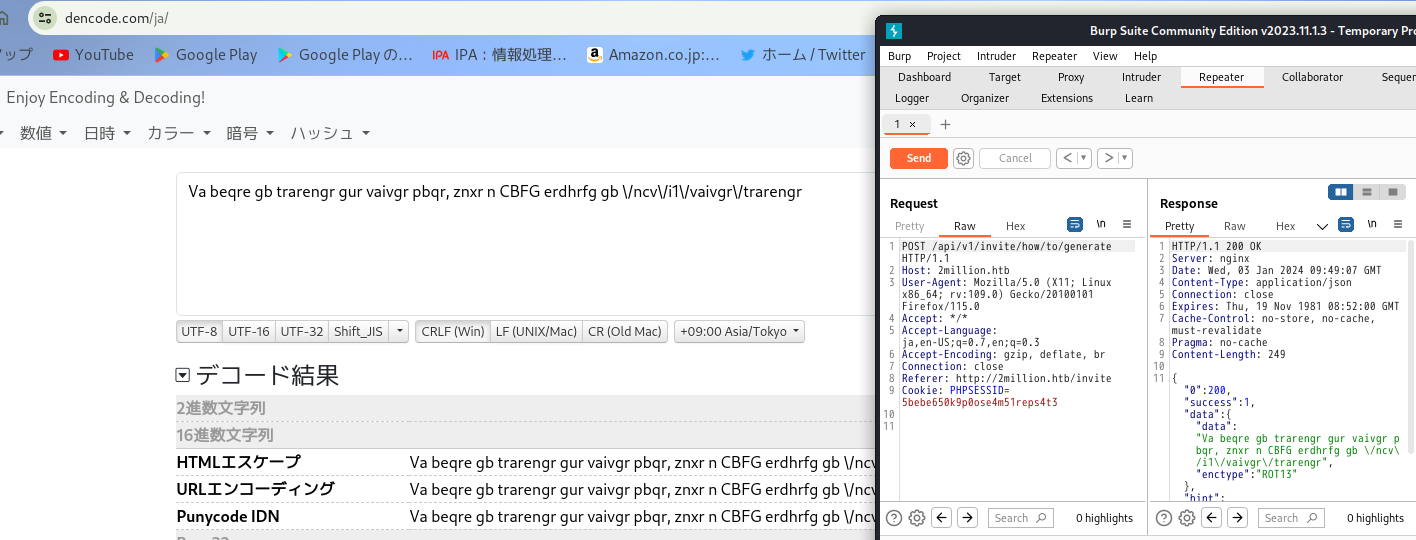 dencode.com/ja/
ップ YouTube Google Play Google Play の… IPA：情報処理… Amazon.co.jp:… ホーム / Twitter
Enjoy Encoding & Decoding!
数値 日時 カラー 暗号 ハッシュ
Va beqre gb trarengr gur vaivgr pbqr, znxr n CBFG erdhrfg gb \/ncv\/i1\/vaivgr\/trarengr
UTF-8 UTF-16 UTF-32 Shift_JIS CRLF (Win) LF (UNIX/Mac) CR (Old Mac) +09:00 Asia/Tokyo
デコード結果
2進数文字列
16進数文字列
HTMLエスケープ Va beqre gb trarengr gur vaivgr pbqr, znxr n CBFG erdhrfg gb \/ncv
URLエンコーディング Va beqre gb trarengr gur vaivgr pbqr, znxr n CBFG erdhrfg gb \/ncv
Punycode IDN Va beqre gb trarengr gur vaivgr pbqr, znxr n CBFG erdhrfg gb \/ncv
Burp Suite Community Edition v2023.11.1.3 - Temporary Pro
Burp Project Intruder Repeater View Help
Dashboard Target Proxy Intruder Repeater Collaborator Sequen
Logger Organizer Extensions Learn
1 × +
Send Cancel < >
Request
Pretty Raw Hex \n
1 POST /api/v1/invite/how/to/generate
HTTP/1.1
2 Host: 2million.htb
3 User-Agent: Mozilla/5.0 (X11; Linux
x86_64; rv:109.0) Gecko/20100101
Firefox/115.0
4 Accept: */*
5 Accept-Language:
ja,en-US;q=0.7,en;q=0.3
6 Accept-Encoding: gzip, deflate, br
7 Connection: close
8 Referer: http://2million.htb/invite
9 Cookie: PHPSESSID=
5bebe650k9p0ose4m51reps4t3
10
11
Search 0 highlights
Response
Pretty Raw Hex \n
1 HTTP/1.1 200 OK
2 Server: nginx
3 Date: Wed, 03 Jan 2024 09:49:07 GMT
4 Content-Type: application/json
5 Connection: close
6 Expires: Thu, 19 Nov 1981 08:52:00 GMT
7 Cache-Control: no-store, no-cache,
must-revalidate
8 Pragma: no-cache
9 Content-Length: 249
10
11 {
"0":200,
"success":1,
"data":{
"data":
"Va beqre gb trarengr gur vaivgr p
bqr, znxr n CBFG erdhrfg gb \/ncv\
/i1\/vaivgr\/trarengr",
"enctype":"ROT13"
},
"hint":
Search 0 highlights